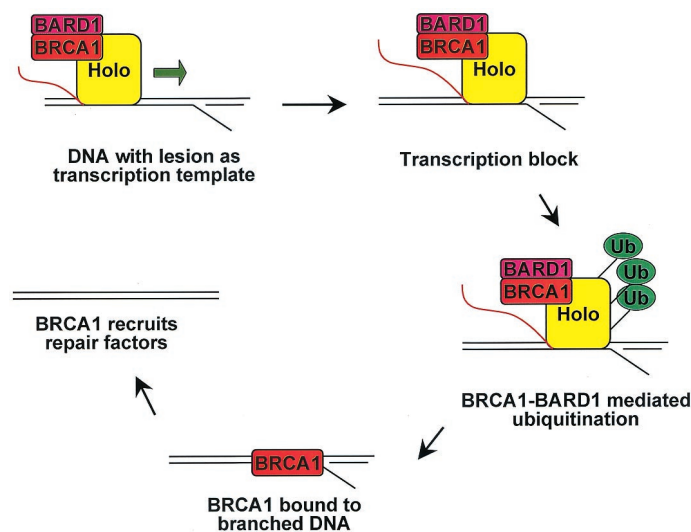 BARD1
BRCA1
Holo
DNA with lesion as
transcription template
BARD1
BRCA1
Holo
Transcription block
Ub
Ub
Ub
BARD1
BRCA1
Holo
BRCA1-BARD1 mediated
ubiquitination
BRCA1
BRCA1 bound to
branched DNA
BRCA1 recruits
repair factors